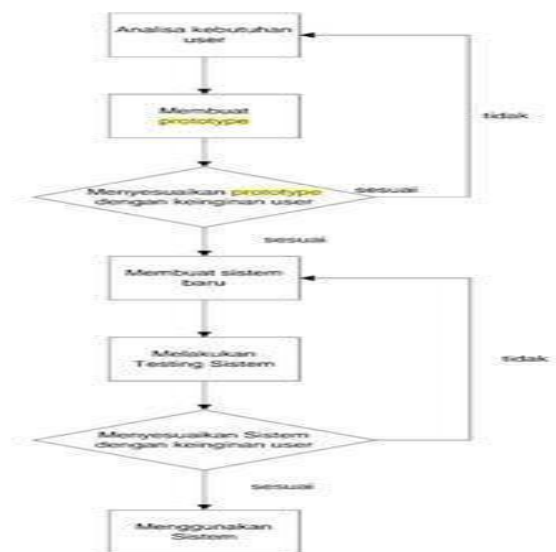 Analisa kebutuhan
user
Membuat
prototype
tidak
Menyesuaikan prototype
dengan keinginan user
sesuai
sesuai
Membuat sistem
baru
Melakukan
Testing Sistem
tidak
Menyesuaikan Sistem
dengan keinginan user
sesuai
Menggunakan
Sistem